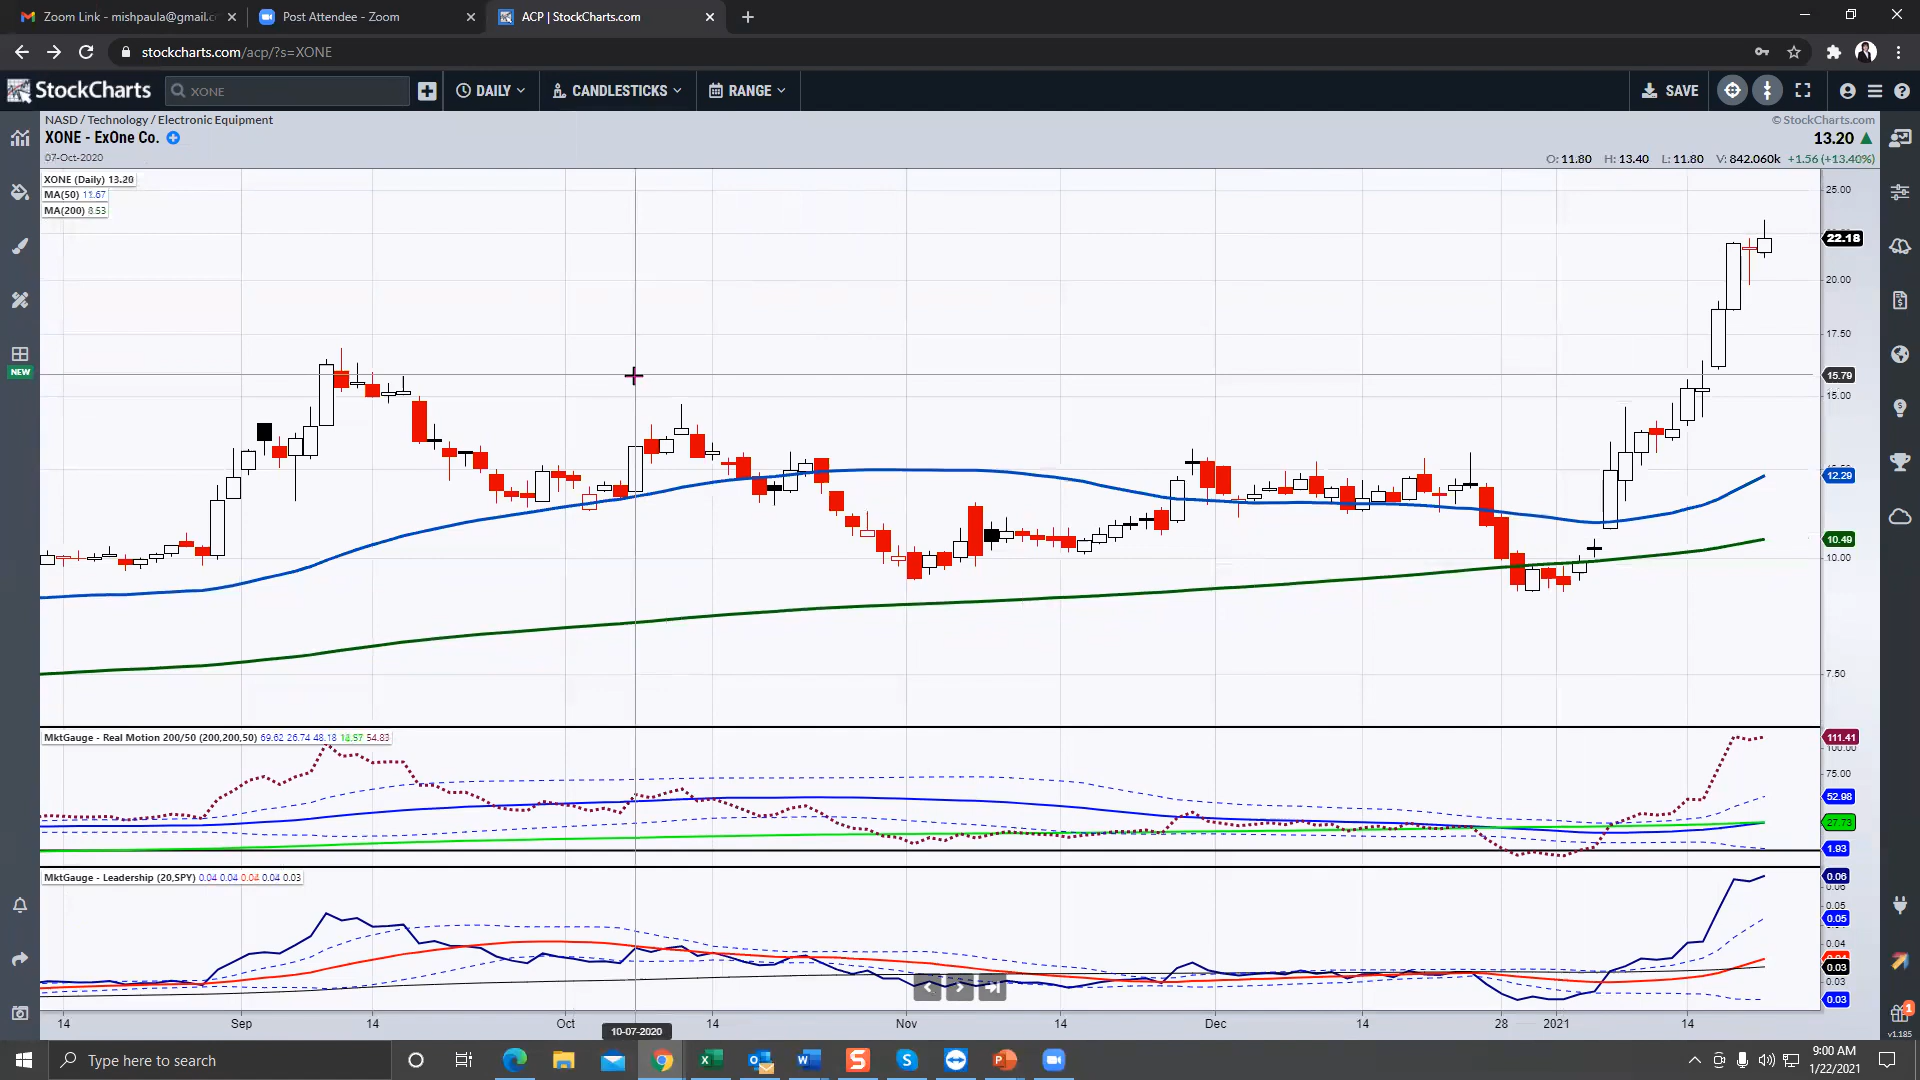 Zoom Link - mishpaula@gmail.c
Post Attendee - Zoom
ACP | StockCharts.com
stockcharts.com/acp/?s=XONE
StockCharts
XONE
DAILY
CANDLESTICKS
RANGE
SAVE
NASD / Technology / Electronic Equipment
© StockCharts.com
XONE - ExOne Co.
13.20 ▲
07-Oct-2020
O: 11.80 H: 13.40 L: 11.80 V: 842.060k +1.56 (+13.40%)
XONE (Daily) 13.20
MA(50) 11.67
MA(200) 8.53
25.00
22.18
20.00
17.50
15.79
15.00
12.29
10.49
10.00
7.50
NEW
MktGauge - Real Motion 200/50 (200,200,50) 69.62 26.74 48.18 18.57 54.83
111.41
100.00
75.00
52.98
27.73
1.93
MktGauge - Leadership (20,SPY) 0.04 0.04 0.04 0.04 0.03
0.06
0.05
0.05
0.04
0.03
0.03
0.03
14 Sep 14 Oct 10-07-2020 14 Nov 14 Dec 14 28 2021 14
1
v1.185
Type here to search
9:00 AM
1/22/2021